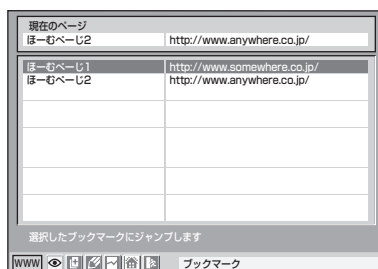 現在のページ
ほーむぺーじ2 http://www.anywhere.co.jp/
ほーむぺーじ1 http://www.somewhere.co.jp/
ほーむぺーじ2 http://www.anywhere.co.jp/
選択したブックマークにジャンプします
WWW ブックマーク